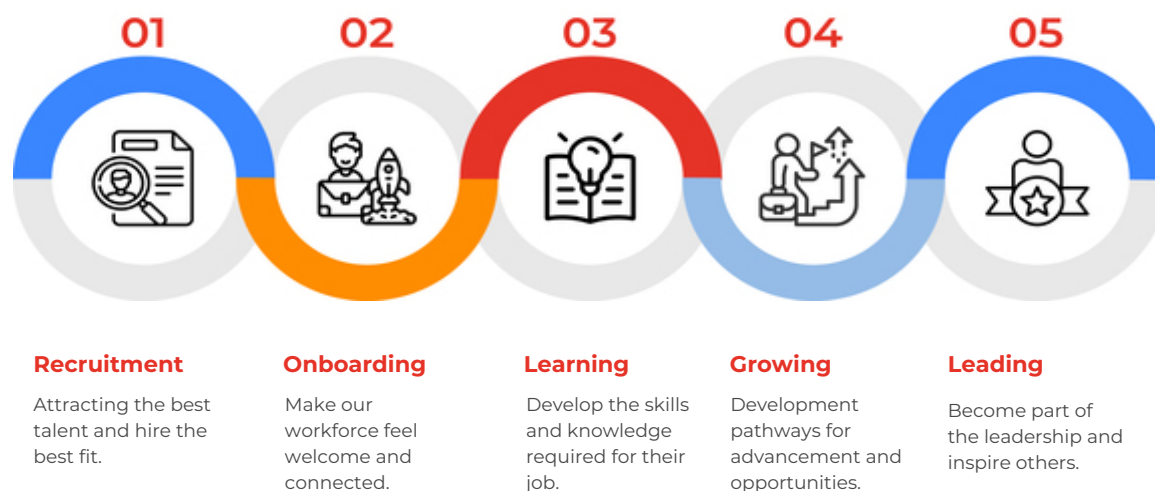 01
02
03
04
05
Recruitment
Attracting the best
talent and hire the
best fit.
Onboarding
Make our
workforce feel
welcome and
connected.
Learning
Develop the skills
and knowledge
required for their
job.
Growing
Development
pathways for
advancement and
opportunities.
Leading
Become part of
the leadership and
inspire others.